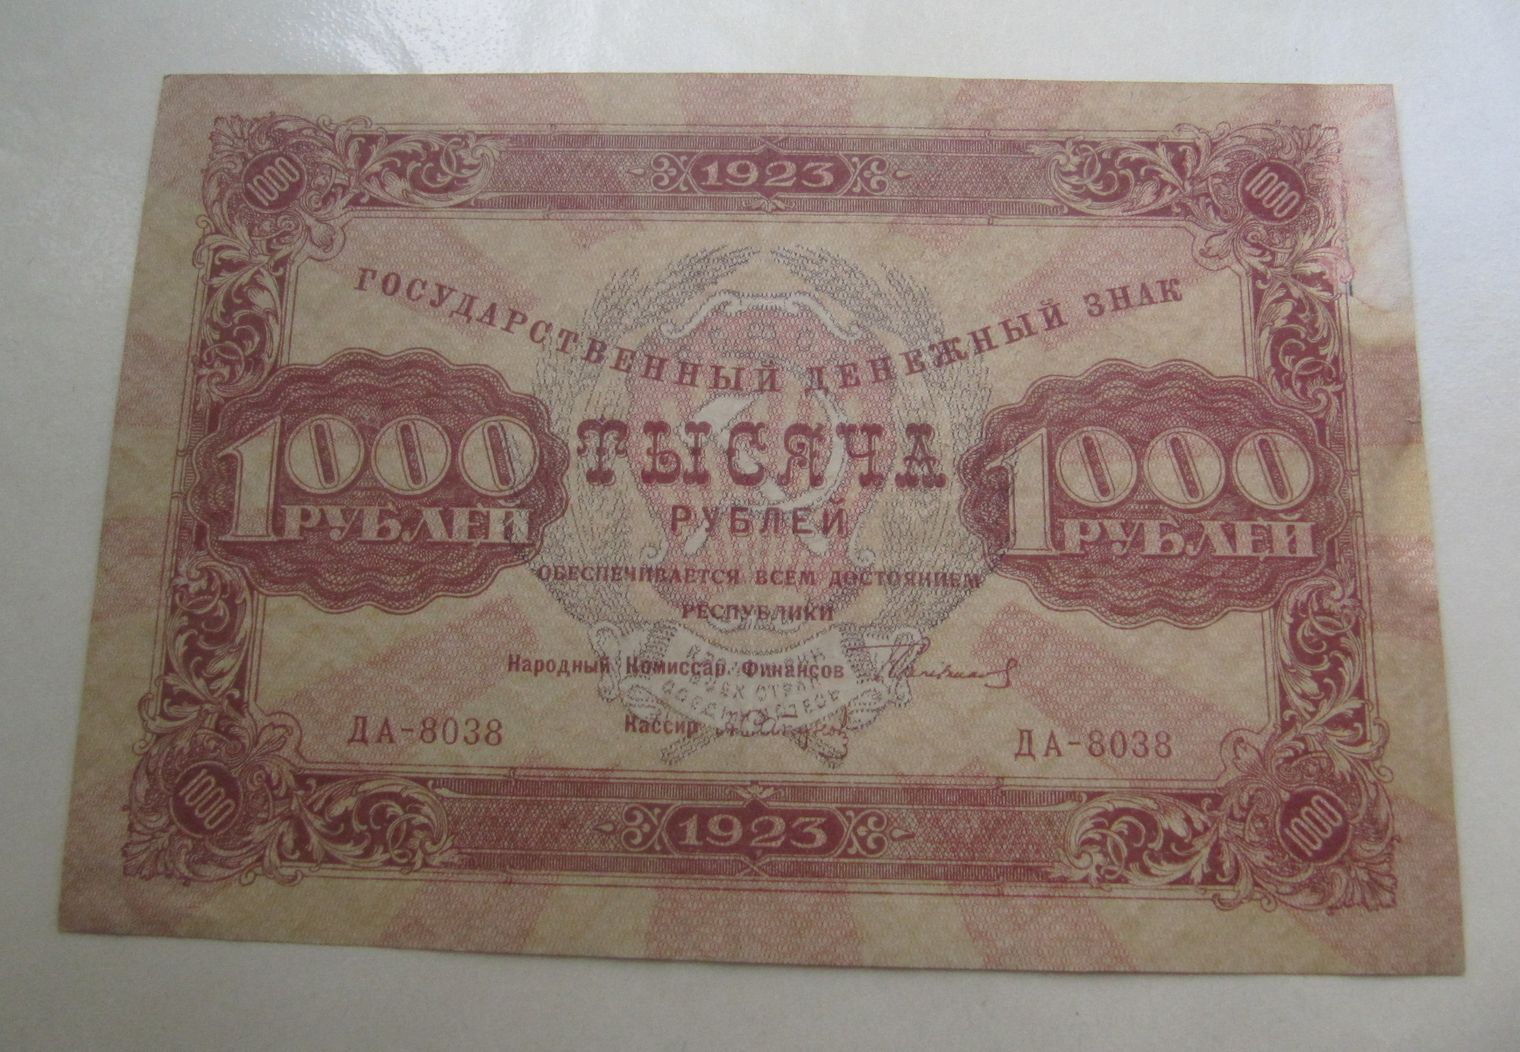 1923
1000 1000
ГОСУДАРСТВЕННЫЙ ДЕНЕЖНЫЙ ЗНАК
ТЫСЯЧА
1000 1000
РУБЛЕЙ РУБЛЕЙ РУБЛЕЙ
ОБЕСПЕЧИВАЕТСЯ ВСЕМ ДОСТОЯНИЕМ
РЕСПУБЛИКИ
Народный Комиссар Финансов
ДА-8038 Кассир ДА-8038
1000 1000
1923